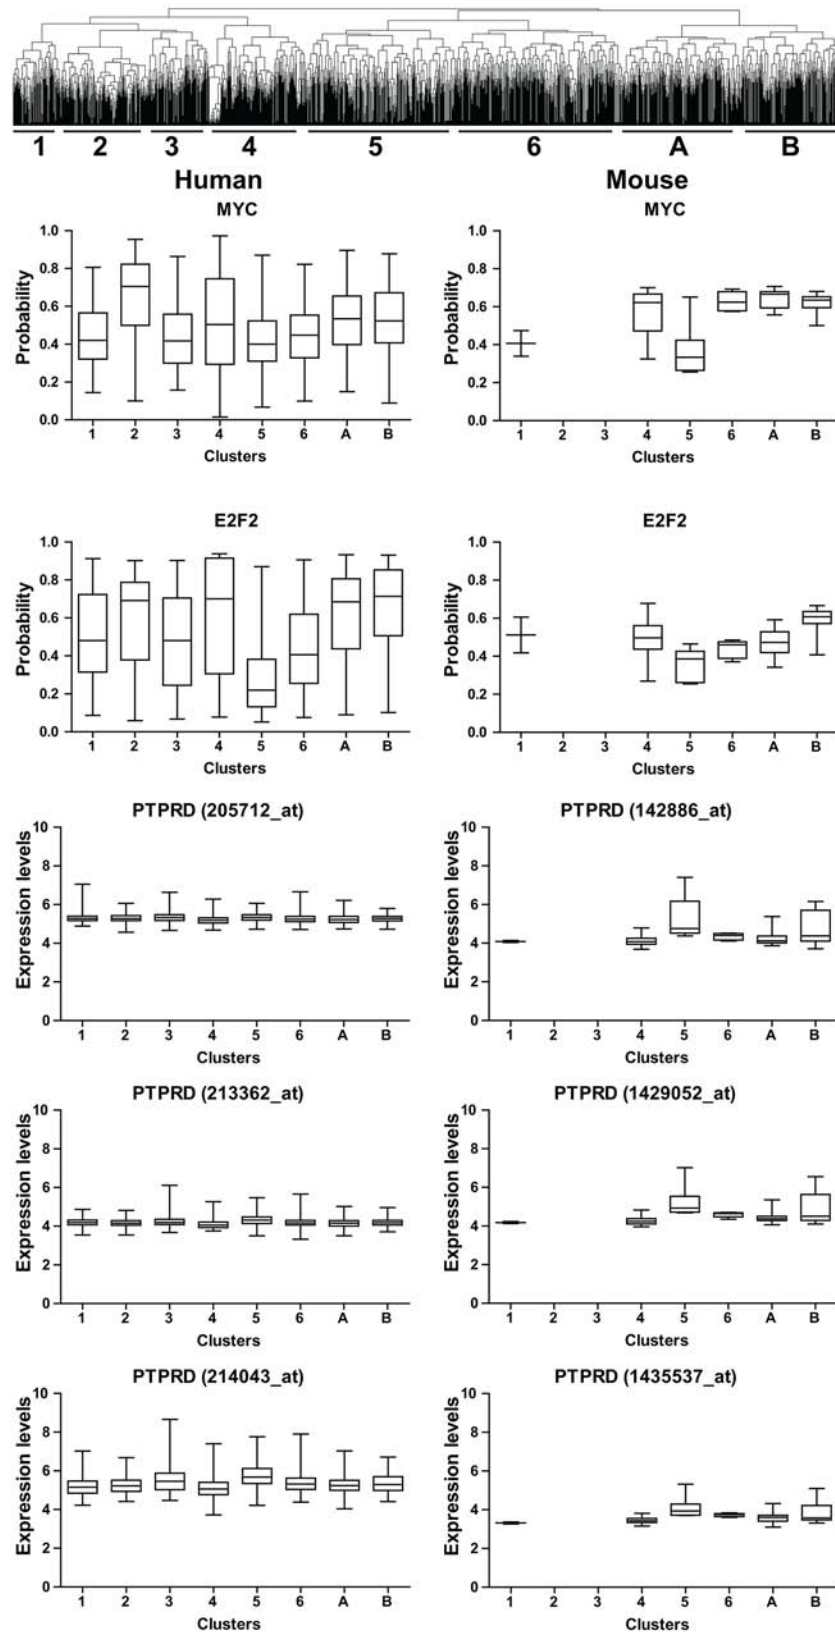 1 2 3 4 5 6 A B
Human Mouse
MYC
1.0
0.8
0.6
0.4
0.2
0.0
Probability
1 2 3 4 5 6 A B
Clusters
MYC
1.0
0.8
0.6
0.4
0.2
0.0
Probability
1 2 3 4 5 6 A B
Clusters
E2F2
1.0
0.8
0.6
0.4
0.2
0.0
Probability
1 2 3 4 5 6 A B
Clusters
E2F2
1.0
0.8
0.6
0.4
0.2
0.0
Probability
1 2 3 4 5 6 A B
Clusters
PTPRD (205712_at)
10
8
6
4
2
0
Expression levels
1 2 3 4 5 6 A B
Clusters
PTPRD (142886_at)
10
8
6
4
2
0
Expression levels
1 2 3 4 5 6 A B
Clusters
PTPRD (213362_at)
10
8
6
4
2
0
Expression levels
1 2 3 4 5 6 A B
Clusters
PTPRD (1429052_at)
10
8
6
4
2
0
Expression levels
1 2 3 4 5 6 A B
Clusters
PTPRD (214043_at)
10
8
6
4
2
0
Expression levels
1 2 3 4 5 6 A B
Clusters
PTPRD (1435537_at)
10
8
6
4
2
0
Expression levels
1 2 3 4 5 6 A B
Clusters